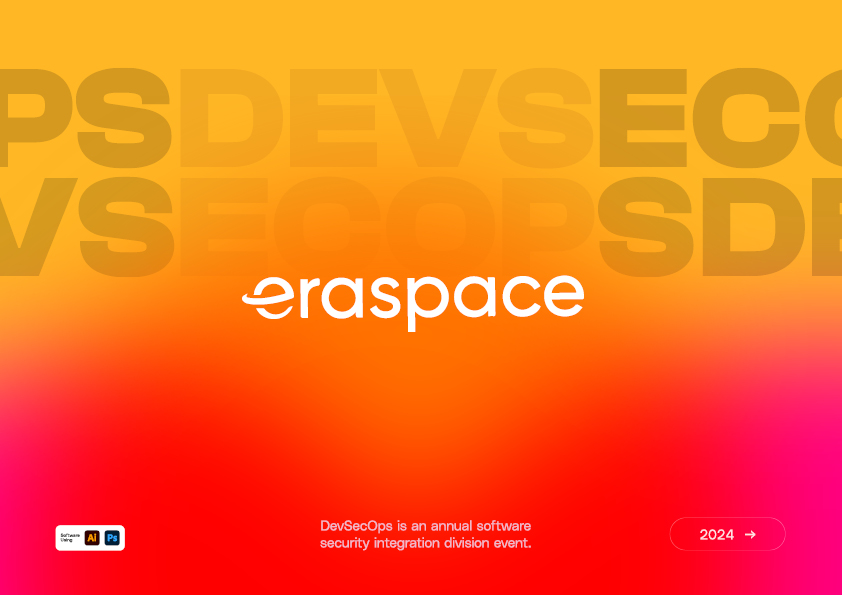 PSDEVSECO
VSECOPSDE
eraspace
Software
Using
Ai
Ps
DevSecOps is an annual software
security integration division event.
2024 →